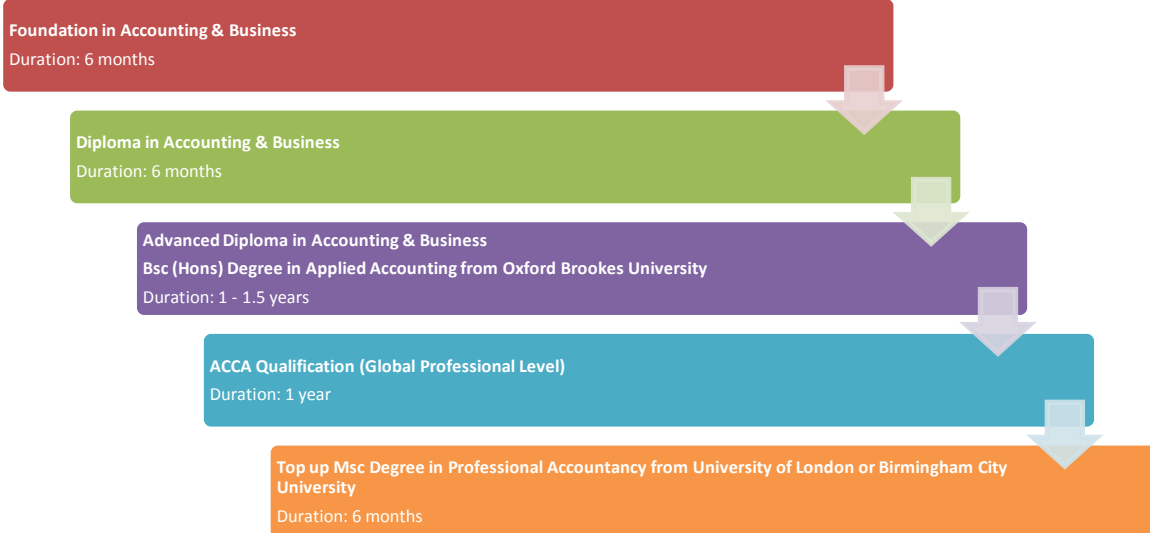 Foundation in Accounting & Business
Duration: 6 months
Diploma in Accounting & Business
Duration: 6 months
Advanced Diploma in Accounting & Business
Bsc (Hons) Degree in Applied Accounting from Oxford Brookes University
Duration: 1 - 1.5 years
ACCA Qualification (Global Professional Level)
Duration: 1 year
Top up Msc Degree in Professional Accountancy from University of London or Birmingham City
University
Duration: 6 months